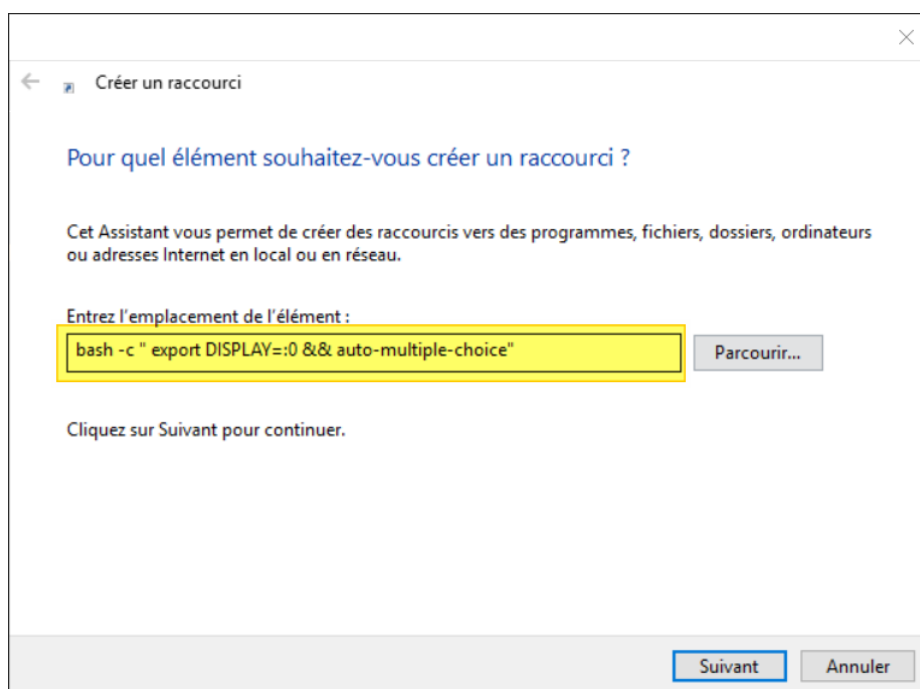 Créer un raccourci
Pour quel élément souhaitez-vous créer un raccourci ?
Cet Assistant vous permet de créer des raccourcis vers des programmes, fichiers, dossiers, ordinateurs
ou adresses Internet en local ou en réseau.
Entrez l'emplacement de l'élément :
bash -c " export DISPLAY=:0 && auto-multiple-choice"
Parcourir...
Cliquez sur Suivant pour continuer.
Suivant
Annuler